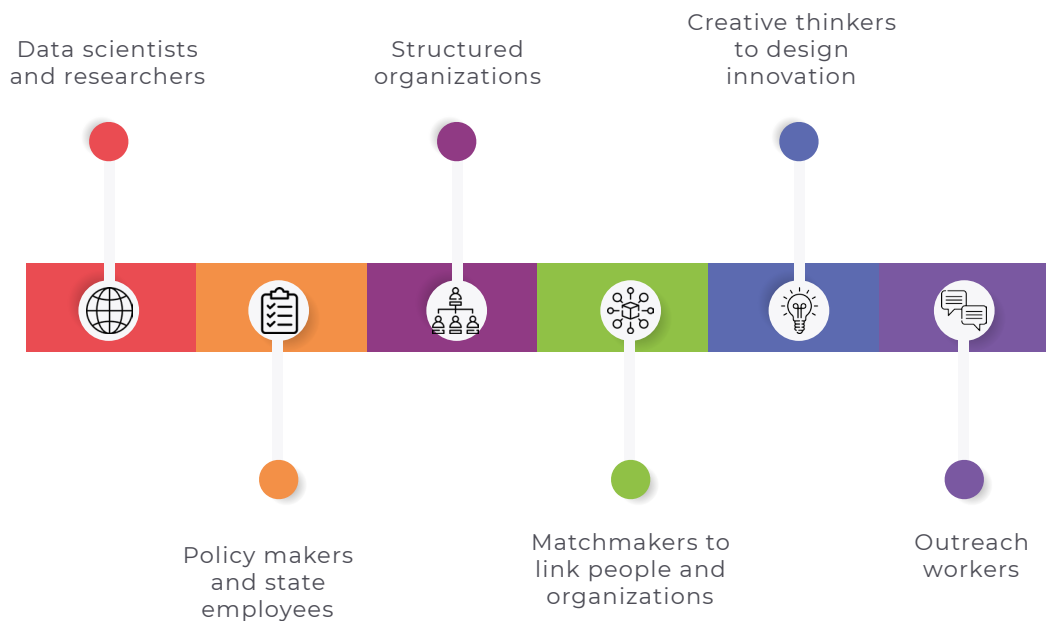 Data scientists
and researchers
Policy makers
and state
employees
Structured
organizations
Matchmakers to
link people and
organizations
Creative thinkers
to design
innovation
Outreach
workers